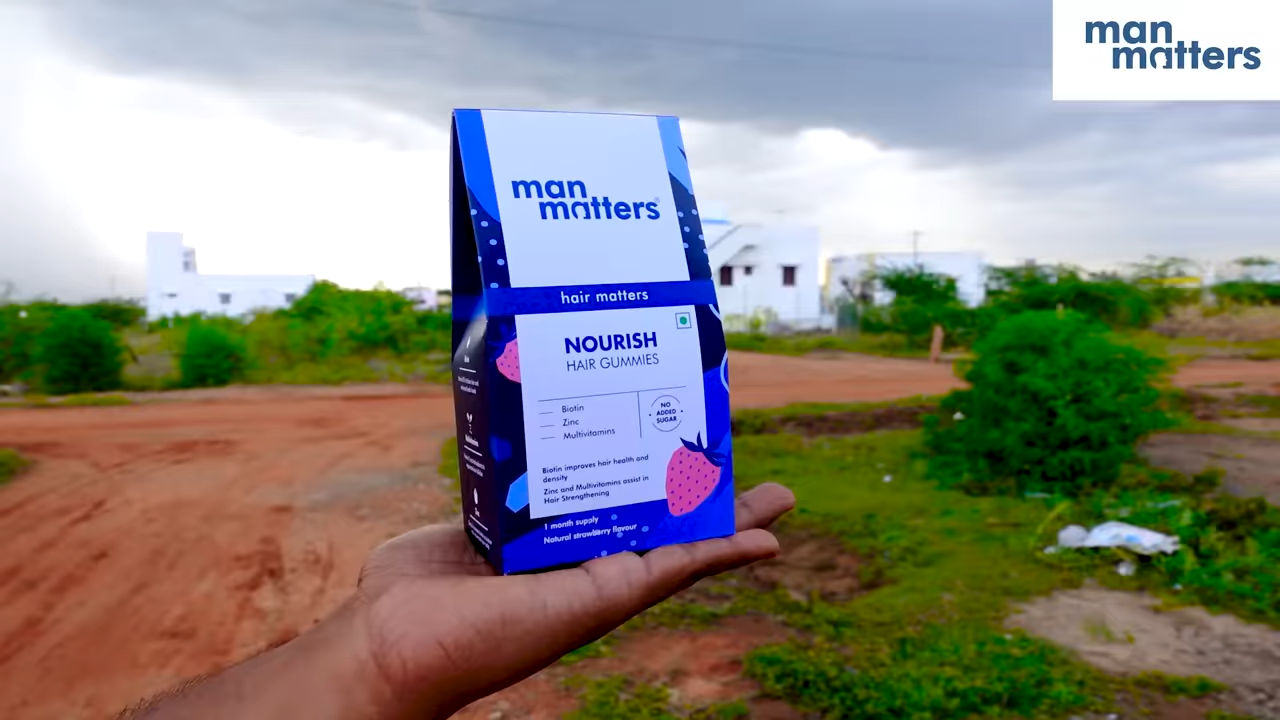 man
matters
man
matters
hair matters
NOURISH
HAIR GUMMIES
Biotin
Zinc
Multivitamins
NO
ADDED
SUGAR
Biotin improves hair health and
density
Zinc and Multivitamins assist in
Hair Strengthening
1 month supply
Natural strawberry flavour